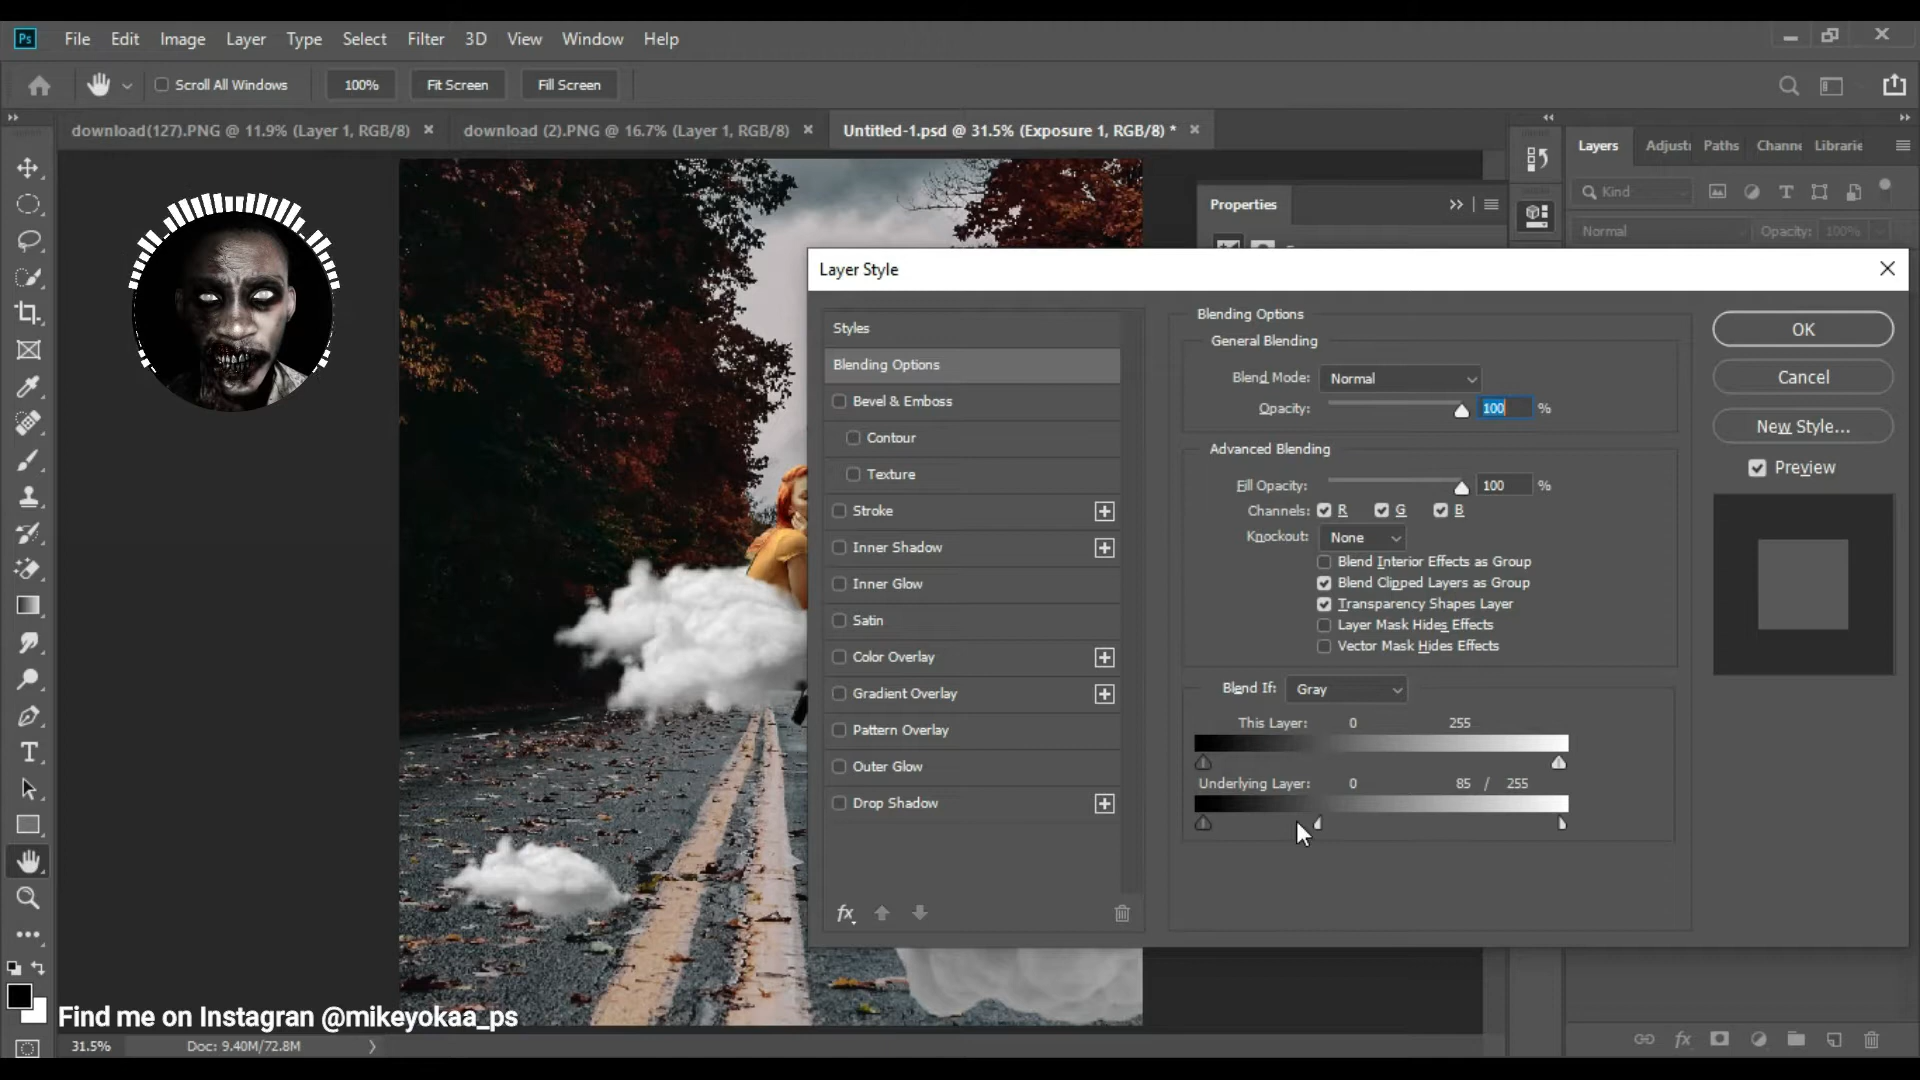 Ps File Edit Image Layer Type Select Filter 3D View Window Help
Scroll All Windows 100% Fit Screen Fill Screen
download(127).PNG @ 11.9% (Layer 1, RGB/8) download (2).PNG @ 16.7% (Layer 1, RGB/8) Untitled-1.psd @ 31.5% (Exposure 1, RGB/8) *
Layers Adjustı Paths Chann Librarie
Kind
Properties
Normal Opacity: 100%
Layer Style
Styles
Blending Options
Bevel & Emboss
Contour
Texture
Stroke
Inner Shadow
Inner Glow
Satin
Color Overlay
Gradient Overlay
Pattern Overlay
Outer Glow
Drop Shadow
fx
Blending Options
General Blending
Blend Mode: Normal
Opacity: 100 %
Advanced Blending
Fill Opacity: 100 %
Channels: R G B
Knockout: None
Blend Interior Effects as Group
Blend Clipped Layers as Group
Transparency Shapes Layer
Layer Mask Hides Effects
Vector Mask Hides Effects
Blend If: Gray
This Layer: 0 255
Underlying Layer: 0 85 / 255
OK
Cancel
New Style...
Preview
Find me on Instagran @mikeyokaa_ps
31.5% Doc: 9.40M/72.8M
fx